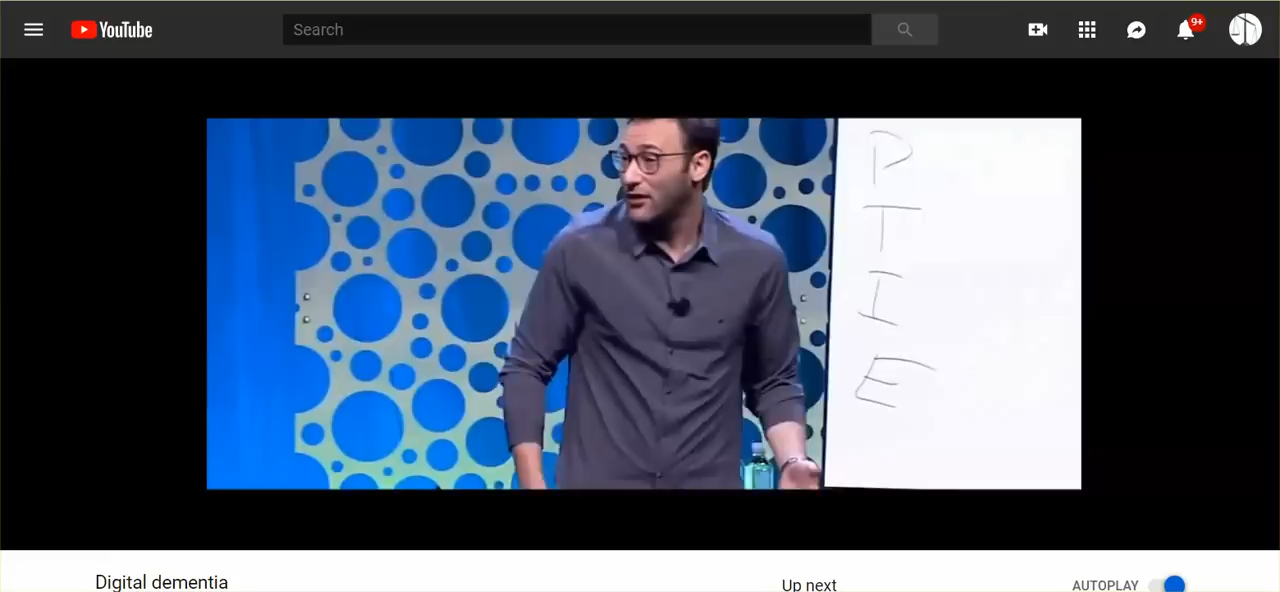 YouTube
Search
9+
P
T
I
E
Digital dementia
Up next
AUTOPLAY